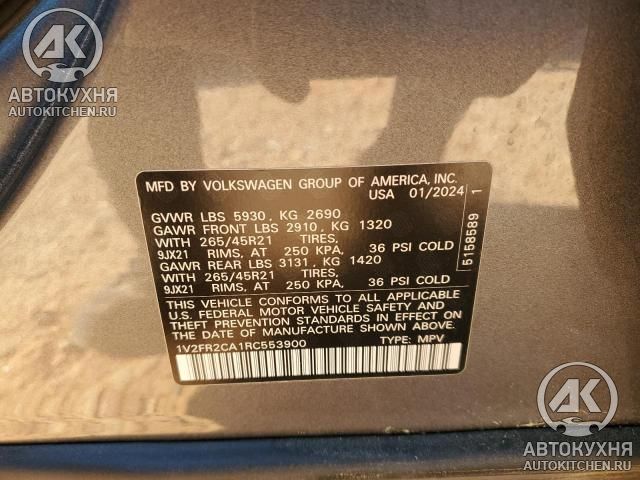 AK
АВТОКУХНЯ
AUTOKITCHEN.RU
MFD BY VOLKSWAGEN GROUP OF AMERICA, INC.
USA 01/2024
GVWR LBS 5930 , KG 2690
GAWR FRONT LBS 2910 , KG 1320
WITH 265/45R21 TIRES,
9JX21 RIMS, AT 250 KPA, 36 PSI COLD
GAWR REAR LBS 3131 , KG 1420
WITH 265/45R21 TIRES,
9JX21 RIMS, AT 250 KPA, 36 PSI COLD
THIS VEHICLE CONFORMS TO ALL APPLICABLE
U.S. FEDERAL MOTOR VEHICLE SAFETY AND
THEFT PREVENTION STANDARDS IN EFFECT ON
THE DATE OF MANUFACTURE SHOWN ABOVE.
1V2FR2CA1RC553900 TYPE: MPV
5158589 1
AK
АВТОКУХНЯ
AUTOKITCHEN.RU